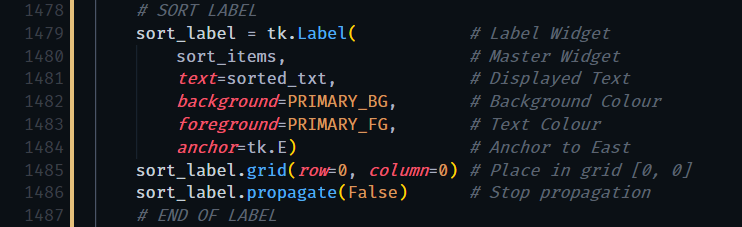 1478 # SORT LABEL
1479 sort_label = tk.Label( # Label Widget
1480 sort_items, # Master Widget
1481 text=sorted_txt, # Displayed Text
1482 background=PRIMARY_BG, # Background Colour
1483 foreground=PRIMARY_FG, # Text Colour
1484 anchor=tk.E) # Anchor to East
1485 sort_label.grid(row=0, column=0) # Place in grid [0, 0]
1486 sort_label.propagate(False) # Stop propagation
1487 # END OF LABEL